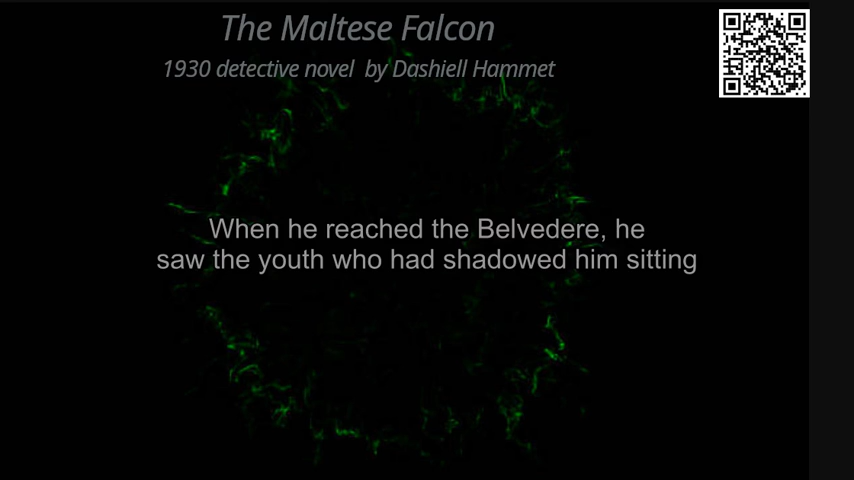 The Maltese Falcon
1930 detective novel by Dashiell Hammet
When he reached the Belvedere, he
saw the youth who had shadowed him sitting